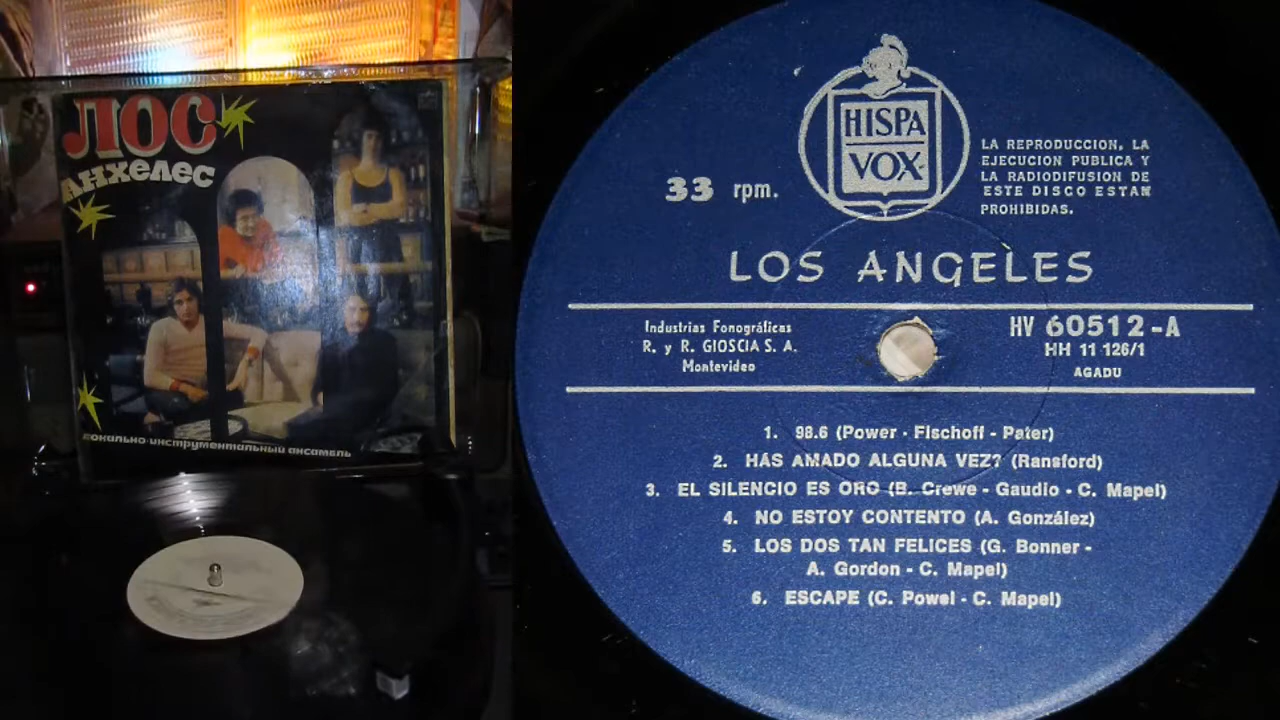 ЛОС
АНХЕЛЕС
вокально-инструментальный ансамбль
HISPA
VOX
33 rpm.
LA REPRODUCCION, LA
EJECUCION PUBLICA Y
LA RADIODIFUSION DE
ESTE DISCO ESTAN
PROHIBIDAS.
LOS ANGELES
Industrias Fonográficas
R. y R. GIOSCIA S. A.
Montevideo
HV 60512-A
HH 11 126/1
AGADU
1. 98.6 (Power - Fischoff - Pater)
2. HAS AMADO ALGUNA VEZ? (Ransford)
3. EL SILENCIO ES ORO (B. Crewe - Gaudio - C. Mapel)
4. NO ESTOY CONTENTO (A. González)
5. LOS DOS TAN FELICES (G. Bonner -
A. Gordon - C. Mapel)
6. ESCAPE (C. Powel - C. Mapel)